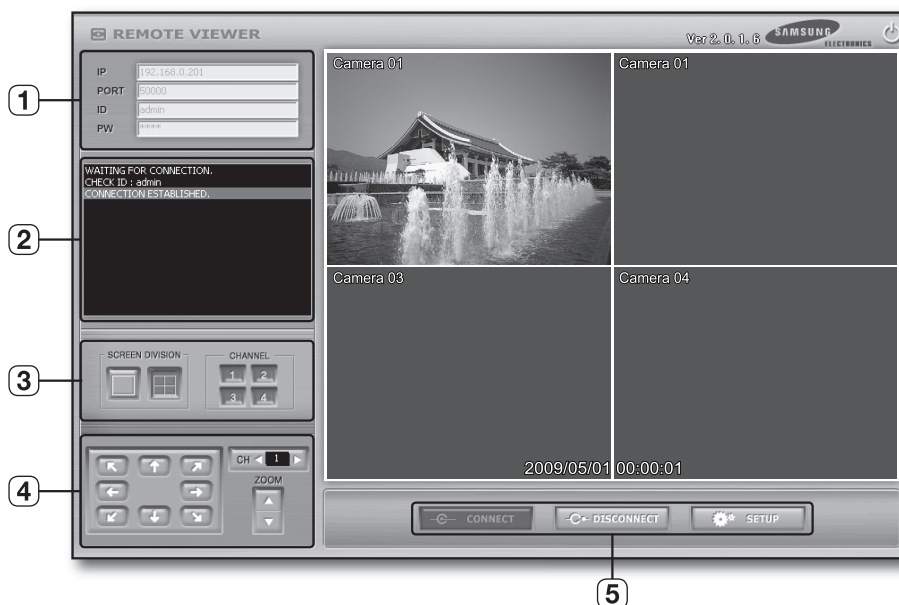 REMOTE VIEWER
Ver 2. 0. 1. 6 SAMSUNG ELECTRONICS
1
IP 192.168.0.201
PORT 50000
ID admin
PW ****
2
WAITING FOR CONNECTION.
CHECK ID : admin
CONNECTION ESTABLISHED.
3
SCREEN DIVISION
CHANNEL
1 2
3 4
4
CH 1
ZOOM
Camera 01
Camera 01
Camera 03
Camera 04
2009/05/01 00:00:01
CONNECT DISCONNECT SETUP
5